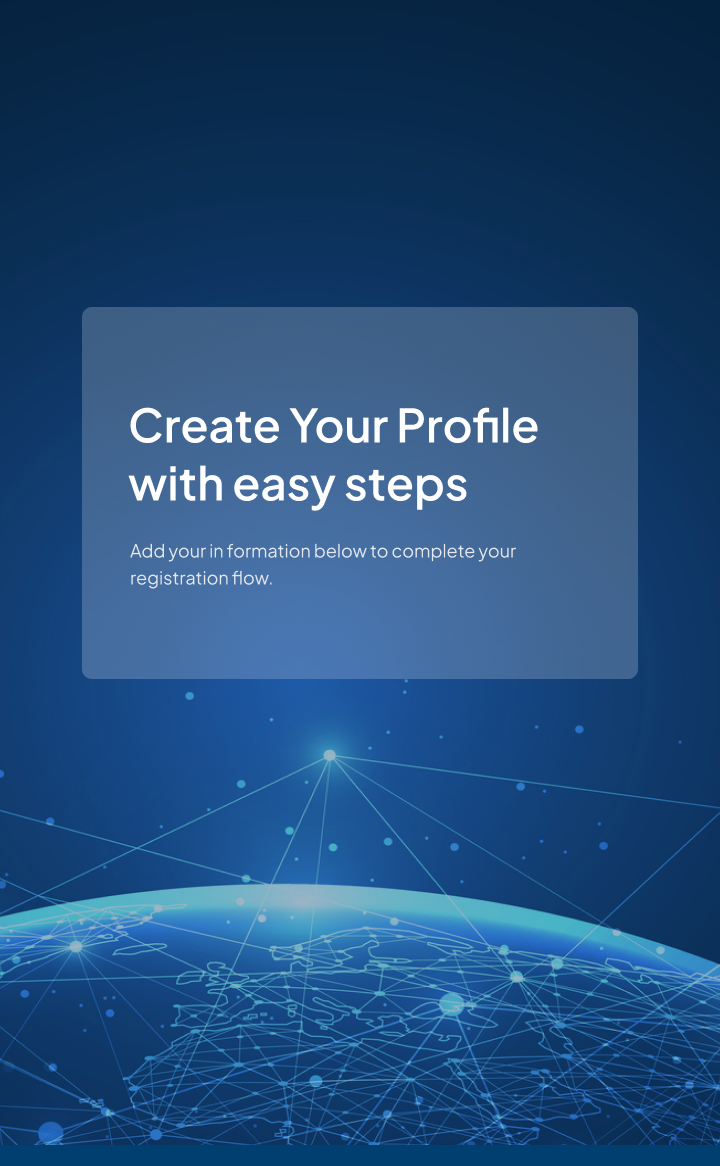 Create Your Profile
with easy steps
Add your in formation below to complete your
registration flow.